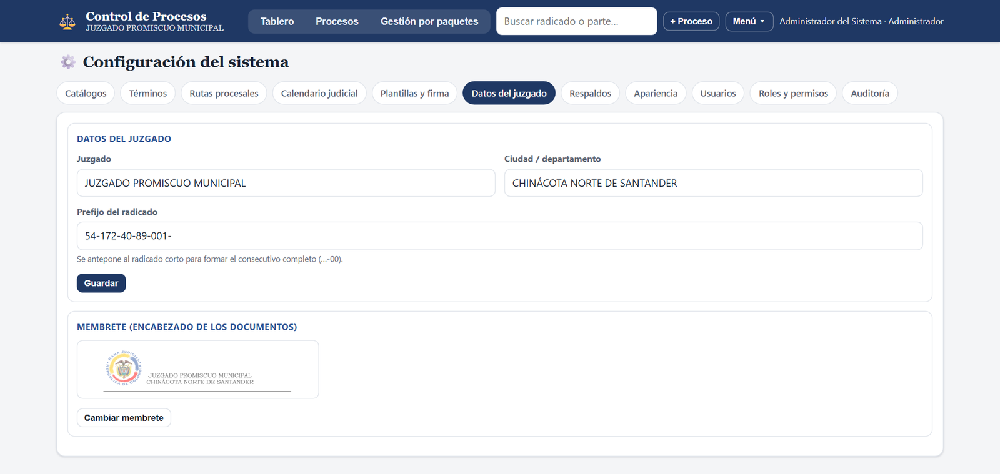 Control de Procesos
JUZGADO PROMISCUO MUNICIPAL
Tablero
Procesos
Gestión por paquetes
Buscar radicado o parte...
+ Proceso
Menú ▼
Administrador del Sistema · Administrador
Configuración del sistema
Catálogos
Términos
Rutas procesales
Calendario judicial
Plantillas y firma
Datos del juzgado
Respaldos
Apariencia
Usuarios
Roles y permisos
Auditoría
DATOS DEL JUZGADO
Juzgado
Ciudad / departamento
JUZGADO PROMISCUO MUNICIPAL
CHINÁCOTA NORTE DE SANTANDER
Prefijo del radicado
54-172-40-89-001-
Se antepone al radicado corto para formar el consecutivo completo (...-00).
Guardar
MEMBRETE (ENCABEZADO DE LOS DOCUMENTOS)
RAMA JUDICIAL
REPÚBLICA DE COLOMBIA
JUZGADO PROMISCUO MUNICIPAL
CHINÁCOTA NORTE DE SANTANDER
Cambiar membrete